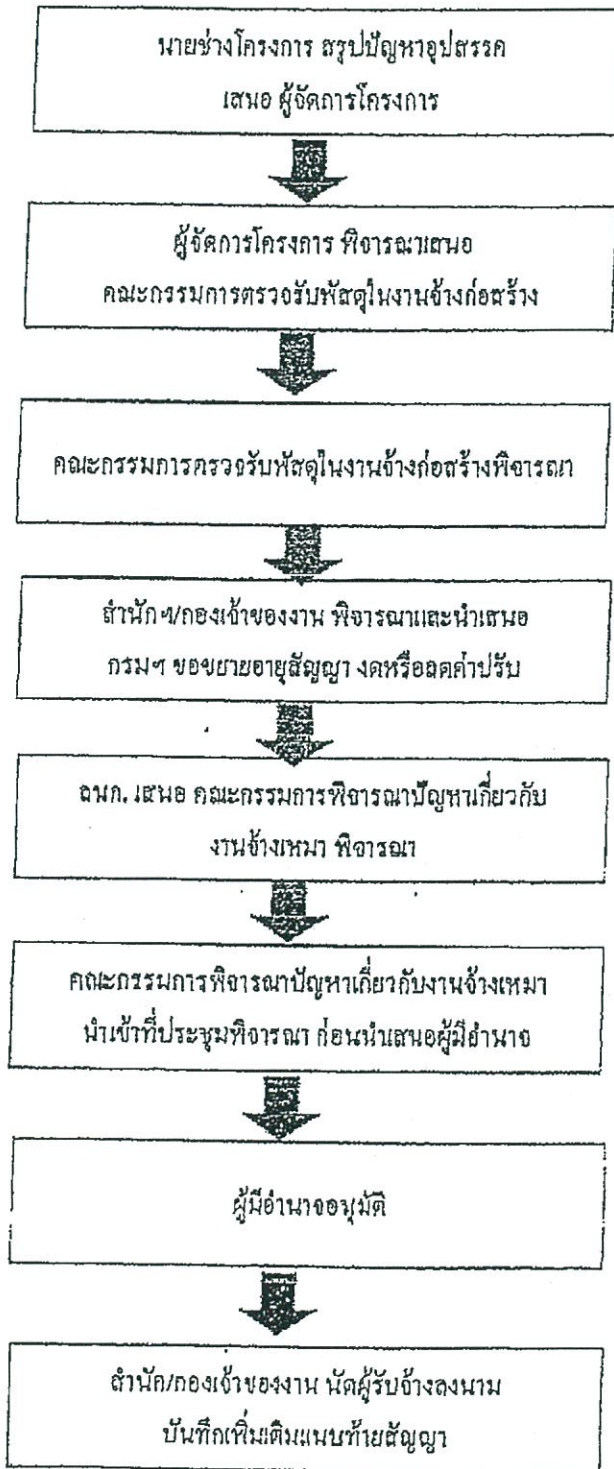 นายช่างโครงการ สรุปปัญหาอุปสรรค
เสนอ ผู้จัดการโครงการ
ผู้จัดการโครงการ พิจารณาเสนอ
คณะกรรมการตรวจรับพัสดุในงานจ้างก่อสร้าง
คณะกรรมการตรวจรับพัสดุในงานจ้างก่อสร้างพิจารณา
สำนักฯ/กองเจ้าของงาน พิจารณาและนำเสนอ
กรมฯ ขอขยายอายุสัญญา งดหรือลดค่าปรับ
เสนอ คณะกรรมการพิจารณาปัญหาเกี่ยวกับ
งานจ้างเหมา พิจารณา
คณะกรรมการพิจารณาปัญหาเกี่ยวกับงานจ้างเหมา
นำเข้าที่ประชุมพิจารณา ก่อนนำเสนอผู้มีอำนาจ
ผู้มีอำนาจอนุมัติ
สำนัก/กองเจ้าของงาน นัดผู้รับจ้างลงนาม
บันทึกเพิ่มเติมแนบท้ายสัญญา